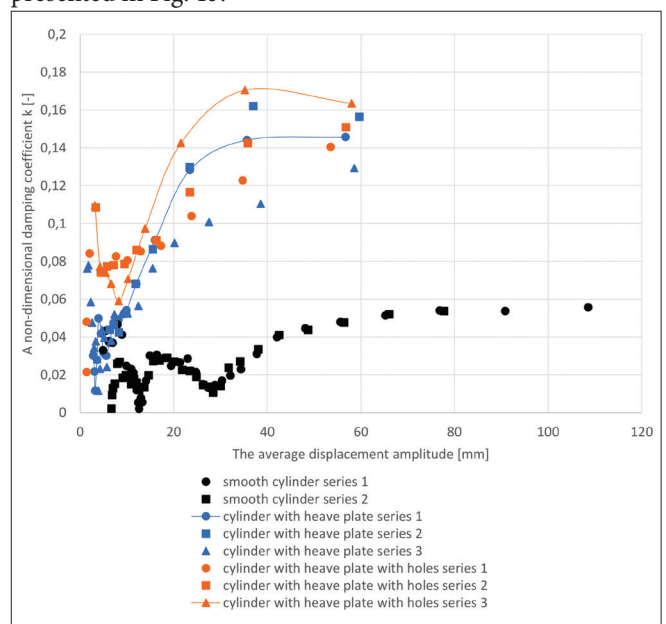 presented in Fig. 15.
0,2
0,18
0,16
0,14
0,12
0,1
0,08
0,06
0,04
0,02
0
A non-dimensional damping coefficient k [-]
0 20 40 60 80 100 120
The average displacement amplitude [mm]
smooth cylinder series 1
smooth cylinder series 2
cylinder with heave plate series 1
cylinder with heave plate series 2
cylinder with heave plate series 3
cylinder with heave plate with holes series 1
cylinder with heave plate with holes series 2
cylinder with heave plate with holes series 3